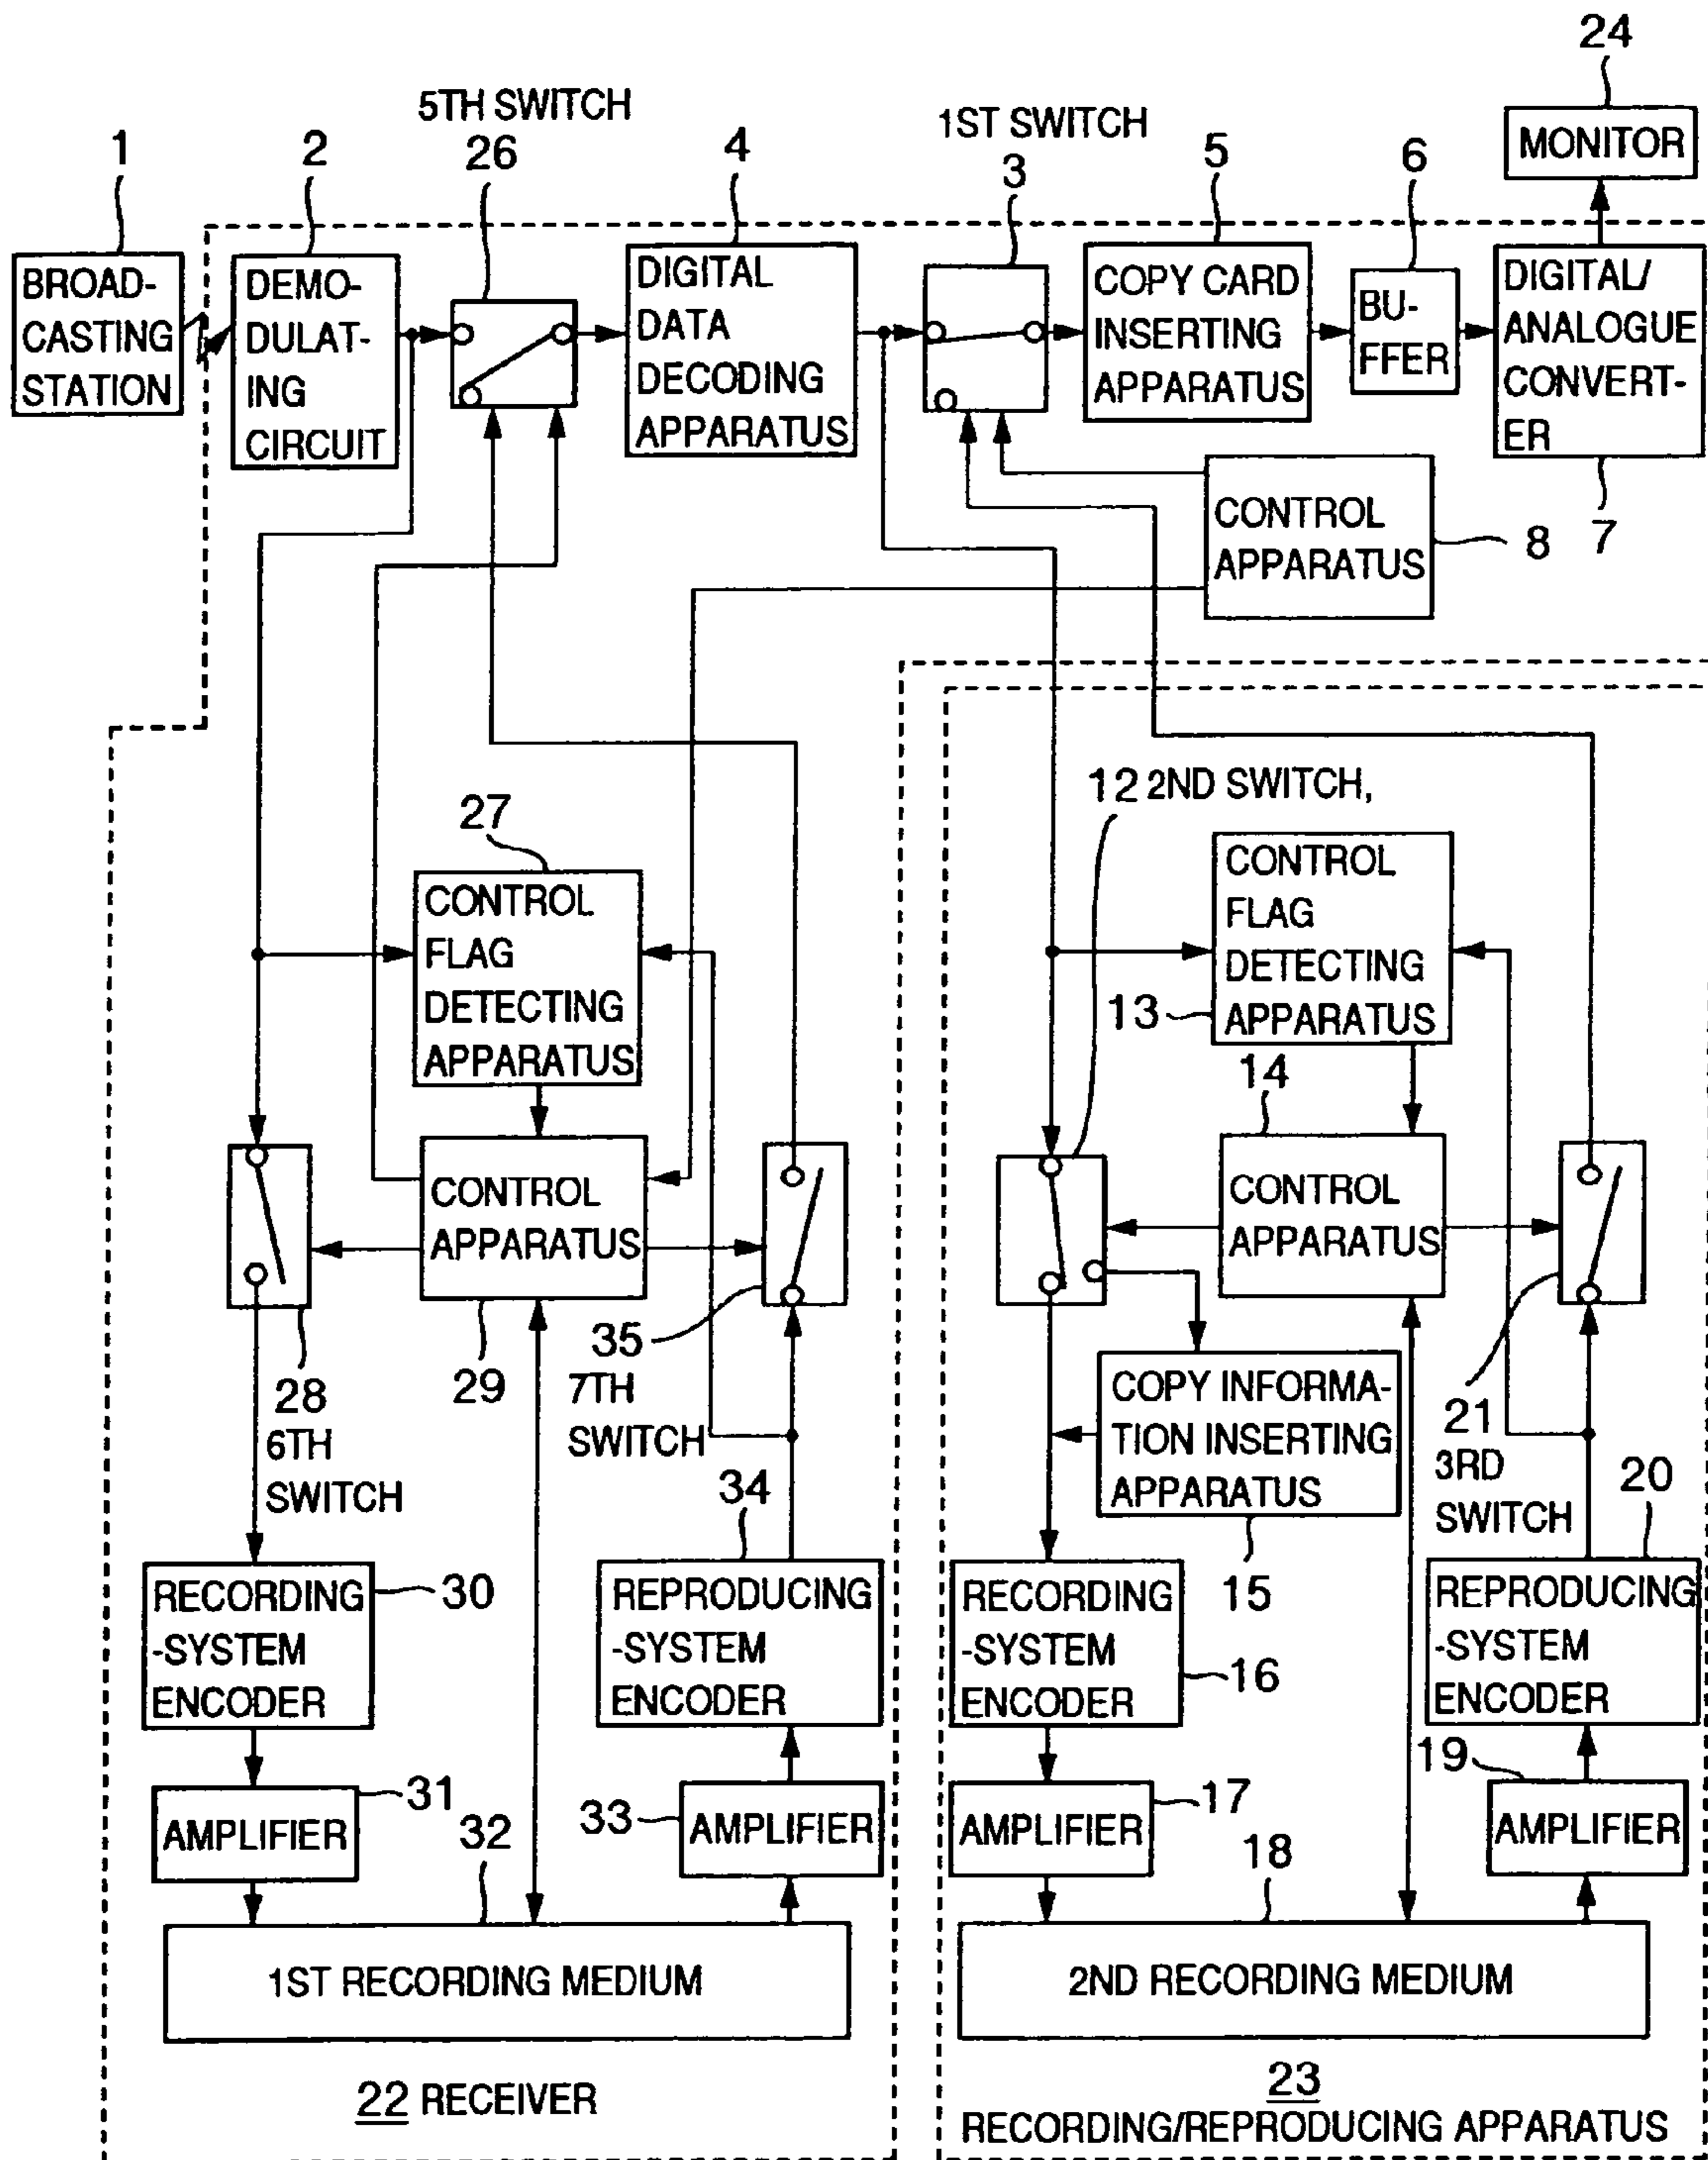 24
MONITOR
5TH SWITCH
26
1ST SWITCH
3
1
2
4
5
6
BROAD-
CASTING
STATION
DEMO-
DULAT-
ING
CIRCUIT
DIGITAL
DATA
DECODING
APPARATUS
COPY CARD
INSERTING
APPARATUS
BU-
FFER
DIGITAL/
ANALOGUE
CONVERT-
ER
7
CONTROL
APPARATUS
8
12 2ND SWITCH,
27
CONTROL
FLAG
DETECTING
APPARATUS
CONTROL
FLAG
DETECTING
APPARATUS
13
14
CONTROL
APPARATUS
CONTROL
APPARATUS
28
6TH
SWITCH
29
35
7TH
SWITCH
COPY INFORMA-
TION INSERTING
APPARATUS
15
21
3RD
SWITCH
20
34
RECORDING
-SYSTEM
ENCODER
30
REPRODUCING
-SYSTEM
ENCODER
RECORDING
-SYSTEM
ENCODER
16
REPRODUCING
-SYSTEM
ENCODER
AMPLIFIER
31
32
33
AMPLIFIER
AMPLIFIER
17
18
19
AMPLIFIER
1ST RECORDING MEDIUM
2ND RECORDING MEDIUM
22 RECEIVER
23
RECORDING/REPRODUCING APPARATUS